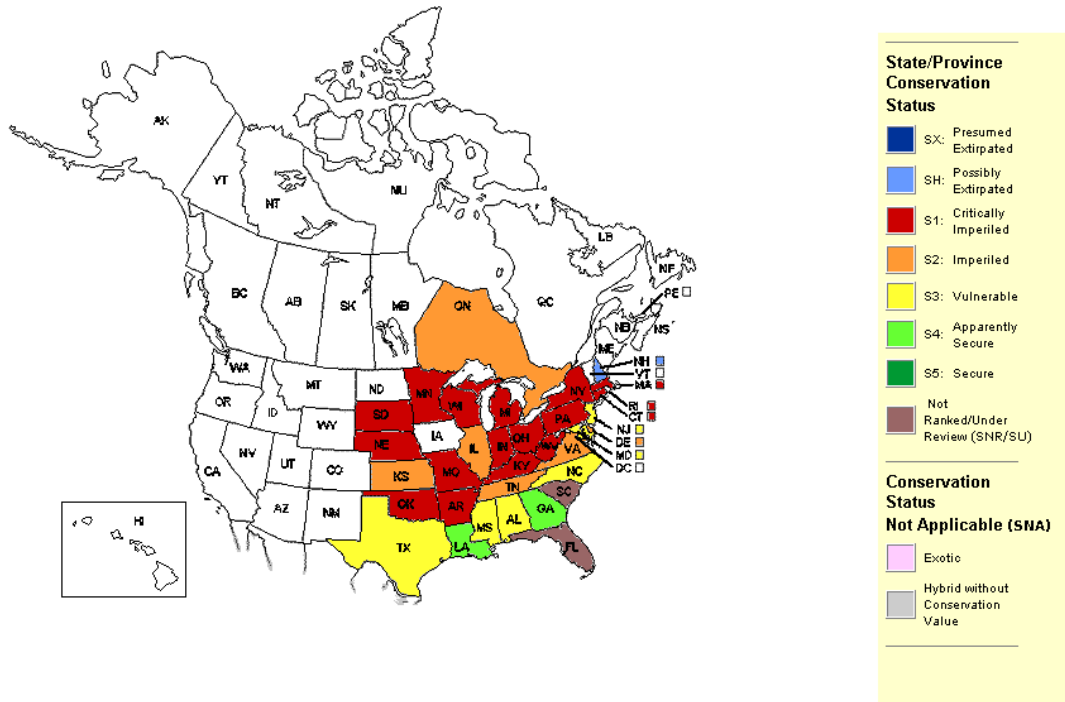 AK
YT
NT
NU
BC
AB
SK
MB
ON
QC
LB
NF
PE
NB
NS
ME
NH
VT
MA
RI
CT
NJ
DE
MD
DC
WA
OR
ID
MT
ND
WY
SD
MN
WI
MI
NY
PA
CA
NV
UT
CO
NE
IA
IL
IN
OH
WV
VA
KS
MO
KY
AZ
NM
OK
AR
TN
NC
SC
TX
LA
MS
AL
GA
FL
HI
State/Province
Conservation
Status
SX: Presumed
Extirpated
SH: Possibly
Extirpated
S1: Critically
Imperiled
S2: Imperiled
S3: Vulnerable
S4: Apparently
Secure
S5: Secure
Not
Ranked/Under
Review (SNR/SU)
Conservation
Status
Not Applicable (SNA)
Exotic
Hybrid without
Conservation
Value